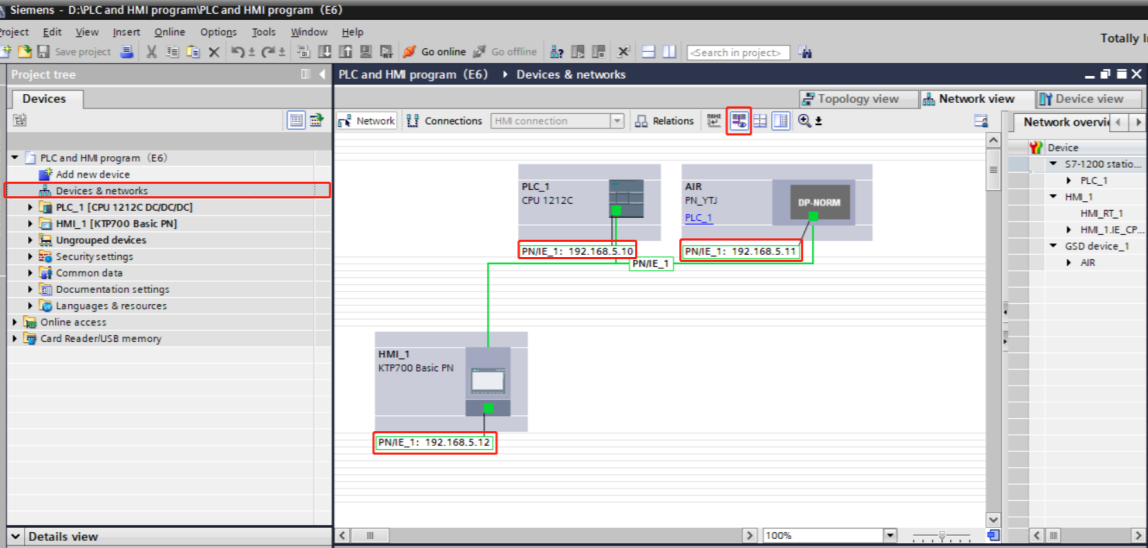 Siemens - D:\PLC and HMI program\PLC and HMI program (E6)
Project Edit View Insert Online Options Tools Window Help
Save project Go online Go offline <Search in project>
Totally In
Project tree
PLC and HMI program (E6) Devices & networks
Devices
Topology view Network view Device view
Network Connections HMI connection Relations
Network overvi
PLC and HMI program (E6)
Add new device
Devices & networks
PLC_1 [CPU 1212C DC/DC/DC]
HMI_1 [KTP700 Basic PN]
Ungrouped devices
Security settings
Common data
Documentation settings
Languages & resources
Online access
Card Reader/USB memory
PLC_1
CPU 1212C
AIR
PN_YTJ
PLC_1
DP-NORM
PN/IE_1: 192.168.5.10
PN/IE_1: 192.168.5.11
PN/IE_1
HMI_1
KTP700 Basic PN
PN/IE_1: 192.168.5.12
Device
S7-1200 statio...
PLC_1
HMI_1
HMI_RT_1
HMI_1.IE_CP...
GSD device_1
AIR
Details view
100%